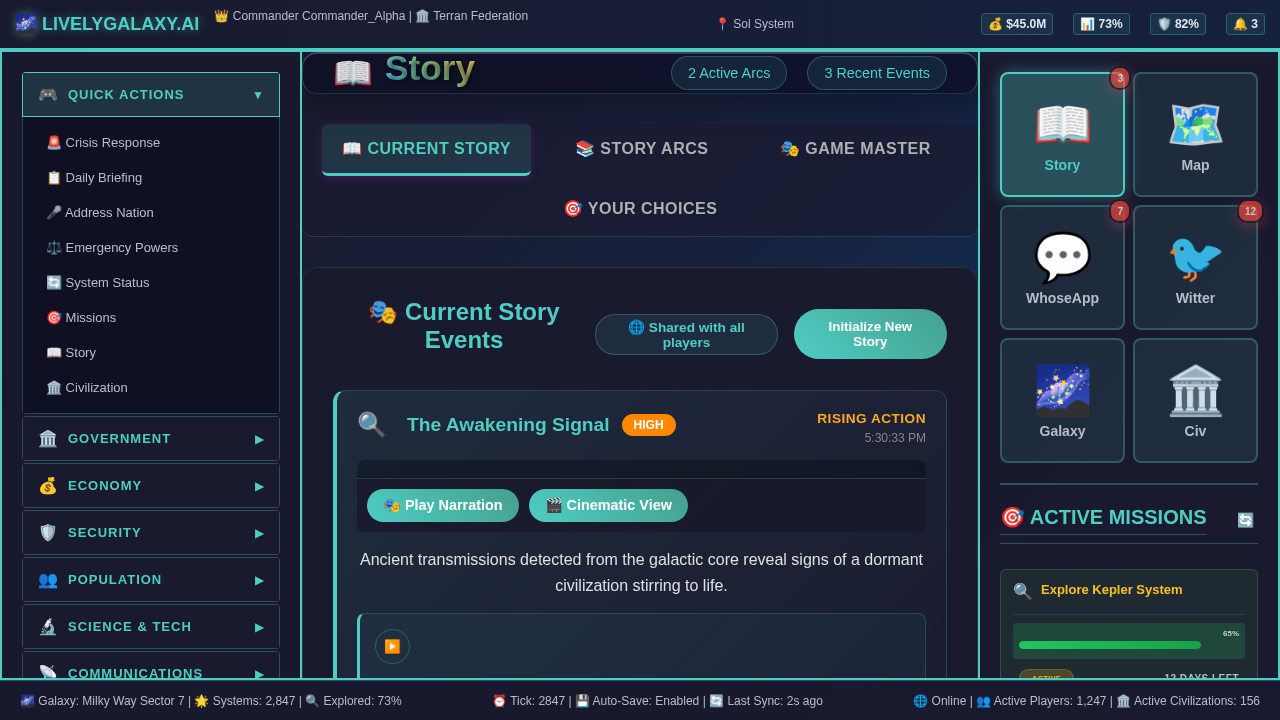 LIVELYGALAXY.AI
Commander Commander_Alpha | Terran Federation
Sol System
$45.0M
73%
82%
3
QUICK ACTIONS
Crisis Response
Daily Briefing
Address Nation
Emergency Powers
System Status
Missions
Story
Civilization
GOVERNMENT
ECONOMY
SECURITY
POPULATION
SCIENCE & TECH
COMMUNICATIONS
Story
2 Active Arcs
3 Recent Events
CURRENT STORY
STORY ARCS
GAME MASTER
YOUR CHOICES
Current Story
Events
Shared with all
players
Initialize New
Story
The Awakening Signal
HIGH
RISING ACTION
5:30:33 PM
Play Narration
Cinematic View
Ancient transmissions detected from the galactic core reveal signs of a dormant
civilization stirring to life.
3
Story
Map
7
WhoseApp
12
Witter
Galaxy
Civ
ACTIVE MISSIONS
Explore Kepler System
65%
ACTIVE
12 DAYS LEFT
Galaxy: Milky Way Sector 7 | Systems: 2,847 | Explored: 73%
Tick: 2847 | Auto-Save: Enabled | Last Sync: 2s ago
Online | Active Players: 1,247 | Active Civilizations: 156